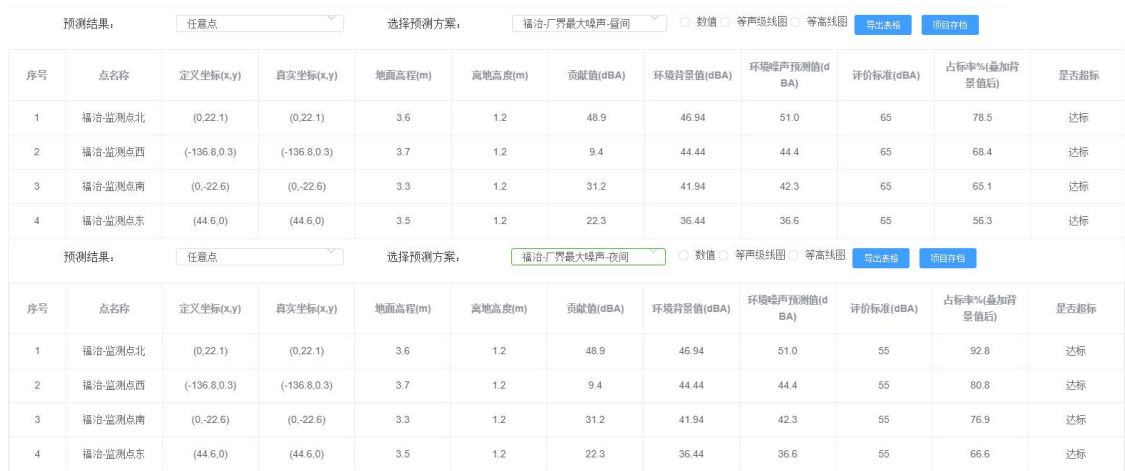 预测结果： 任意点 选择预测方案： 福冶-厂界最大噪声-昼间 数值 等声级线图 等高线图 导出表格 项目存档
序号 点名称 定义坐标(x,y) 真实坐标(x,y) 地面高程(m) 离地高度(m) 贡献值(dBA) 环境背景值(dBA) 环境噪声预测值(dBA) 评价标准(dBA) 占标率%(叠加背景值后) 是否超标
1 福冶-监测点北 (0,22.1) (0,22.1) 3.6 1.2 48.9 46.94 51.0 65 78.5 达标
2 福冶-监测点西 (-136.8,0.3) (-136.8,0.3) 3.7 1.2 9.4 44.44 44.4 65 68.4 达标
3 福冶-监测点南 (0,-22.6) (0,-22.6) 3.3 1.2 31.2 41.94 42.3 65 65.1 达标
4 福冶-监测点东 (44.6,0) (44.6,0) 3.5 1.2 22.3 36.44 36.6 65 56.3 达标
预测结果： 任意点 选择预测方案： 福冶-厂界最大噪声-夜间 数值 等声级线图 等高线图 导出表格 项目存档
序号 点名称 定义坐标(x,y) 真实坐标(x,y) 地面高程(m) 离地高度(m) 贡献值(dBA) 环境背景值(dBA) 环境噪声预测值(dBA) 评价标准(dBA) 占标率%(叠加背景值后) 是否超标
1 福冶-监测点北 (0,22.1) (0,22.1) 3.6 1.2 48.9 46.94 51.0 55 92.8 达标
2 福冶-监测点西 (-136.8,0.3) (-136.8,0.3) 3.7 1.2 9.4 44.44 44.4 55 80.8 达标
3 福冶-监测点南 (0,-22.6) (0,-22.6) 3.3 1.2 31.2 41.94 42.3 55 76.9 达标
4 福冶-监测点东 (44.6,0) (44.6,0) 3.5 1.2 22.3 36.44 36.6 55 66.6 达标